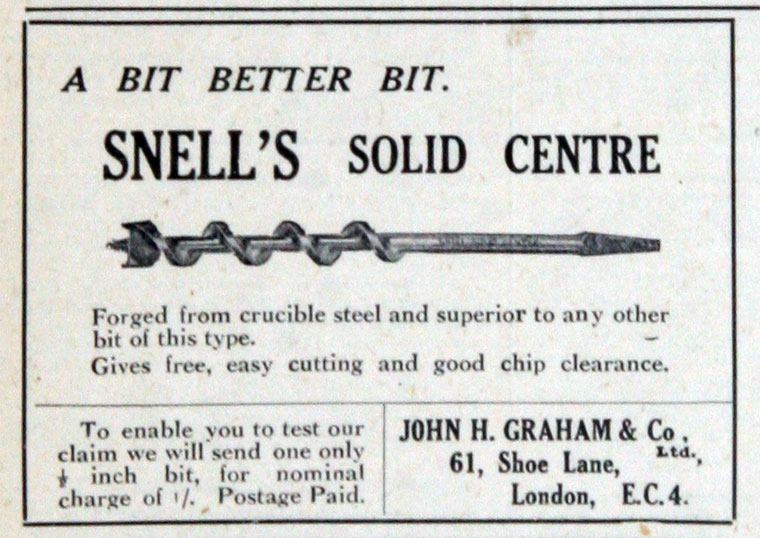 A BIT BETTER BIT.
SNELL'S SOLID CENTRE
Forged from crucible steel and superior to any other
bit of this type.
Gives free, easy cutting and good chip clearance.
To enable you to test our
claim we will send one only
inch bit, for nominal
charge of 1/. Postage Paid.
JOHN H. GRAHAM & Co.
Ltd.,
61, Shoe Lane,
London, E.C.4.